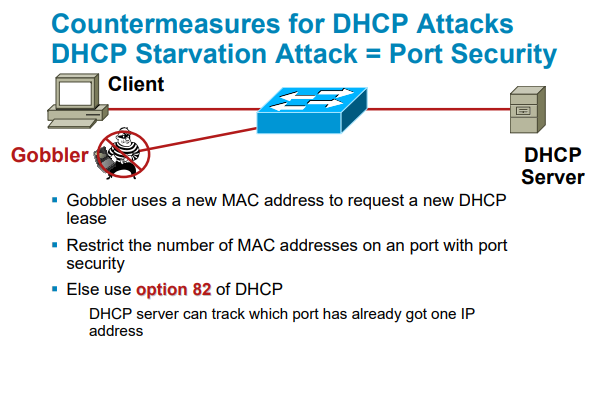 Countermeasures for DHCP Attacks
DHCP Starvation Attack = Port Security
Client
Gobbler
DHCP
Server
Gobbler uses a new MAC address to request a new DHCP
lease
Restrict the number of MAC addresses on an port with port
security
Else use option 82 of DHCP
DHCP server can track which port has already got one IP
address